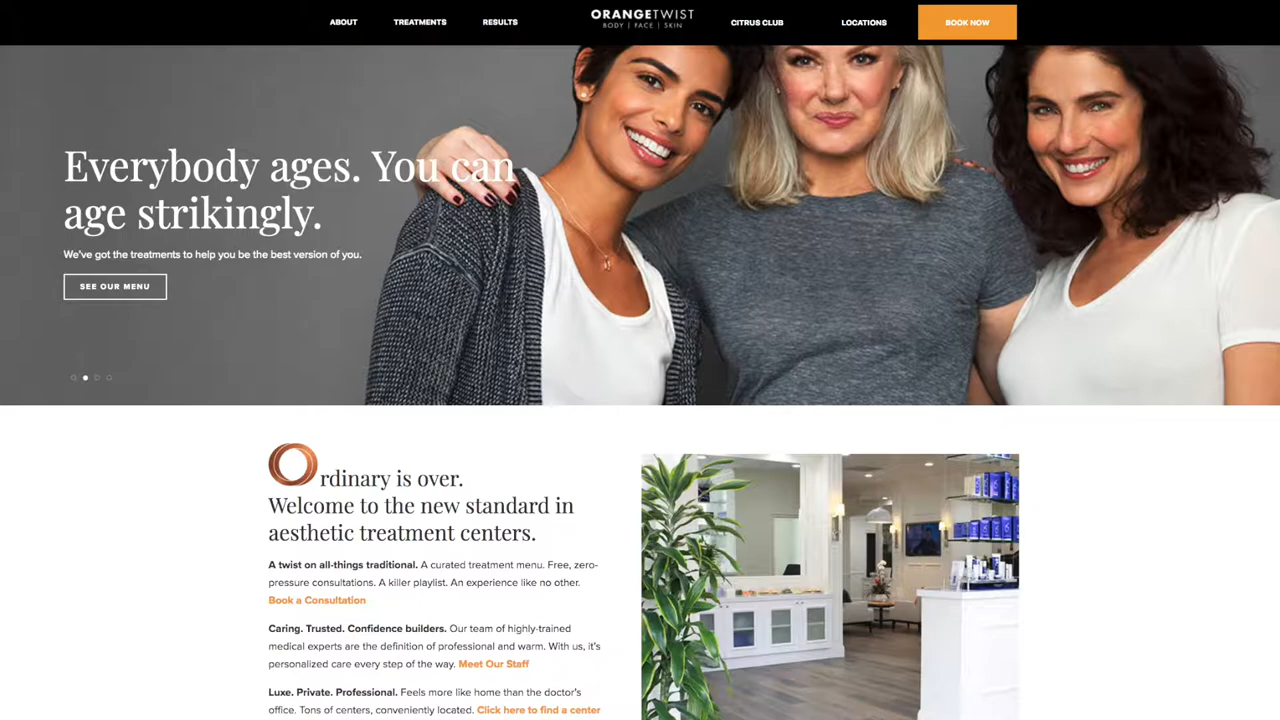 ABOUT
TREATMENTS
RESULTS
ORANGETWIST
BODY | FACE | SKIN
CITRUS CLUB
LOCATIONS
BOOK NOW
Everybody ages. You can
age strikingly.
We've got the treatments to help you be the best version of you.
SEE OUR MENU
Ordinary is over.
Welcome to the new standard in
aesthetic treatment centers.
A twist on all-things traditional. A curated treatment menu. Free, zero-
pressure consultations. A killer playlist. An experience like no other.
Book a Consultation
Caring. Trusted. Confidence builders. Our team of highly-trained
medical experts are the definition of professional and warm. With us, it's
personalized care every step of the way. Meet Our Staff
Luxe. Private. Professional. Feels more like home than the doctor's
office. Tons of centers, conveniently located. Click here to find a center